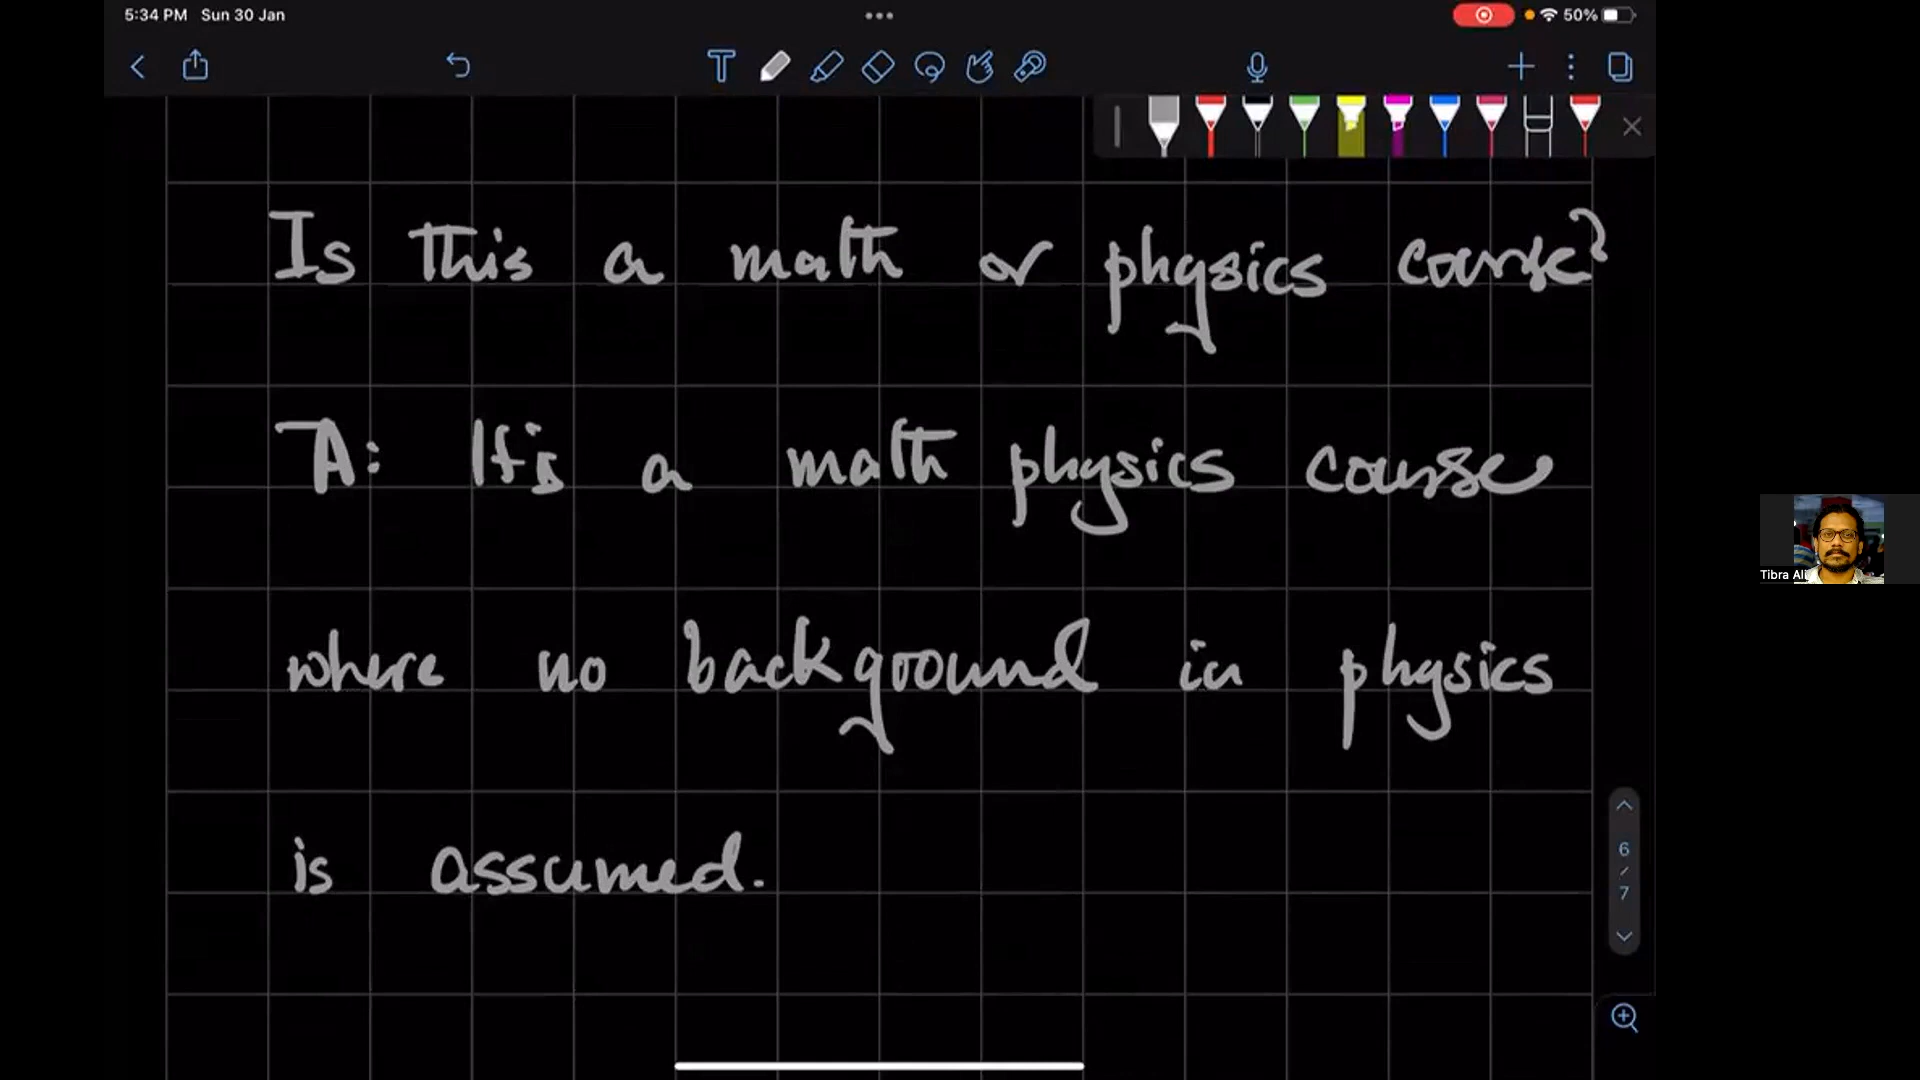 5:34 PM Sun 30 Jan
50%
Is this a math or physics course?
A: It's a math physics course
where no background in physics
is assumed.
6
/
7
Tibra Ali